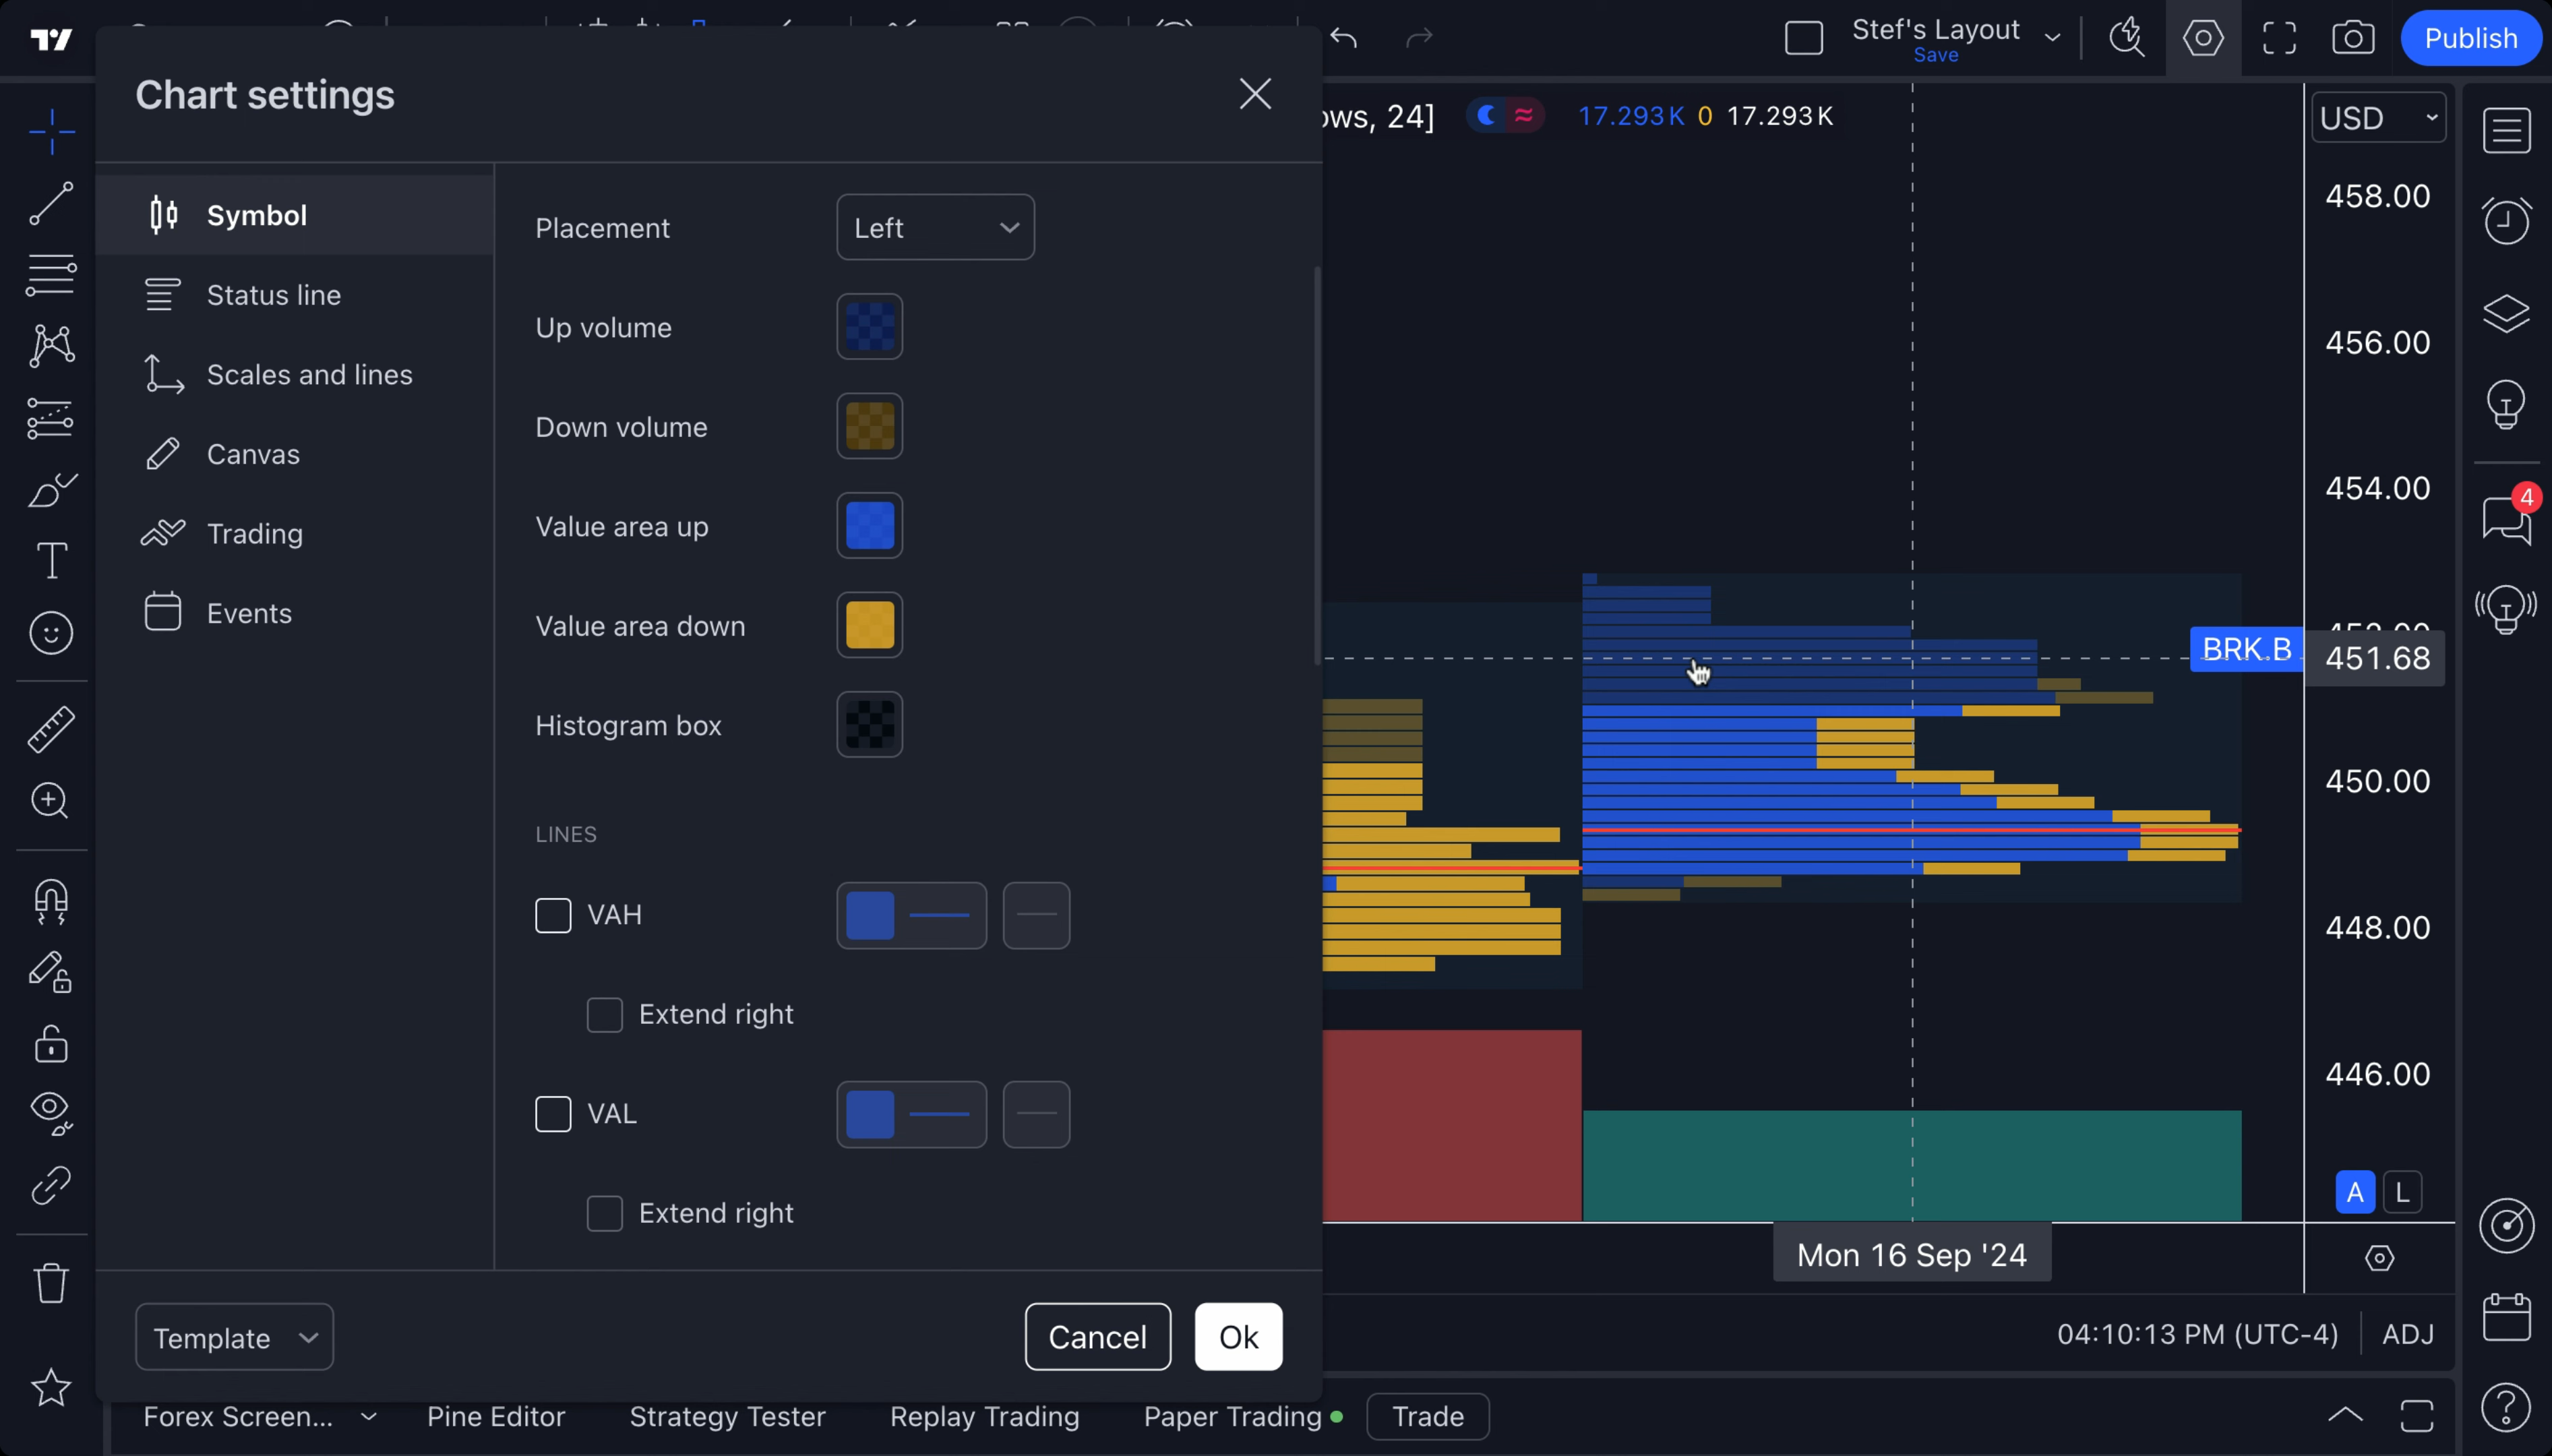 Stef's Layout
Save
Publish
Chart settings
ows, 24]
17.293K 0 17.293K
USD
Symbol
Status line
Scales and lines
Canvas
Trading
Events
Placement
Left
Up volume
Down volume
Value area up
Value area down
Histogram box
LINES
VAH
Extend right
VAL
Extend right
458.00
456.00
454.00
BRK.B
451.68
450.00
448.00
446.00
4
A
L
Mon 16 Sep '24
Template
Cancel
Ok
04:10:13 PM (UTC-4)
ADJ
Forex Screen...
Pine Editor
Strategy Tester
Replay Trading
Paper Trading
Trade